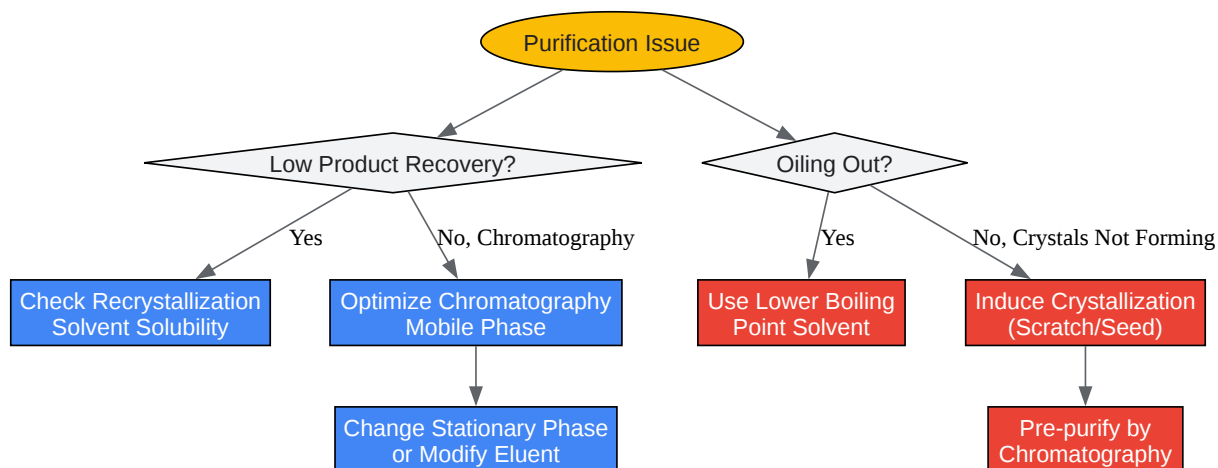 Purification Issue
Low Product Recovery?
Oiling Out?
Yes
No, Chromatography
Yes
No, Crystals Not Forming
Check Recrystallization
Solvent Solubility
Optimize Chromatography
Mobile Phase
Use Lower Boiling
Point Solvent
Induce Crystallization
(Scratch/Seed)
Change Stationary Phase
or Modify Eluent
Pre-purify by
Chromatography